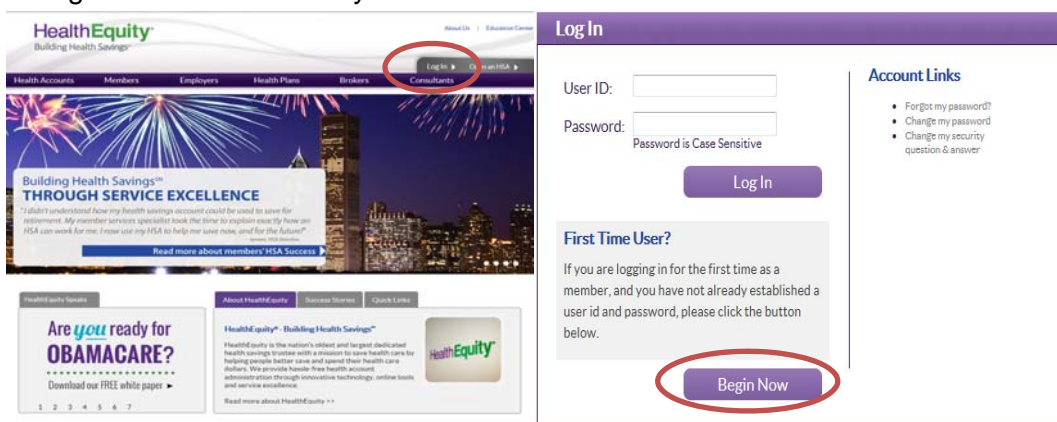 HealthEquity
Building Health Savings
About Us | Education Center
Log In Open an HSA
Health Accounts Members Employers Health Plans Brokers Consultants
Building Health Savings℠
THROUGH SERVICE EXCELLENCE
"I didn't understand how my health savings account could be used to save for
retirement. My member services specialist took the time to explain exactly how an
HSA can work for me. I now use my HSA to help me save now, and for the future!"
Read more about members' HSA Success
HealthEquity Speaks
Are you ready for
OBAMACARE?
Download our FREE white paper
1 2 3 4 5 6 7
About HealthEquity Success Stories Quick Links
HealthEquity® - Building Health Savings℠
HealthEquity is the nation's oldest and largest dedicated
health savings trustee with a mission to save health care by
helping people better save and spend their health care
dollars. We provide hassle free health account
administration through innovative technology, online tools
and service excellence.
Read more about HealthEquity >>
HealthEquity
Log In
User ID:
Password:
Password is Case Sensitive
Log In
First Time User?
If you are logging in for the first time as a
member, and you have not already established a
user id and password, please click the button
below.
Begin Now
Account Links
Forgot my password?
Change my password
Change my security
question & answer